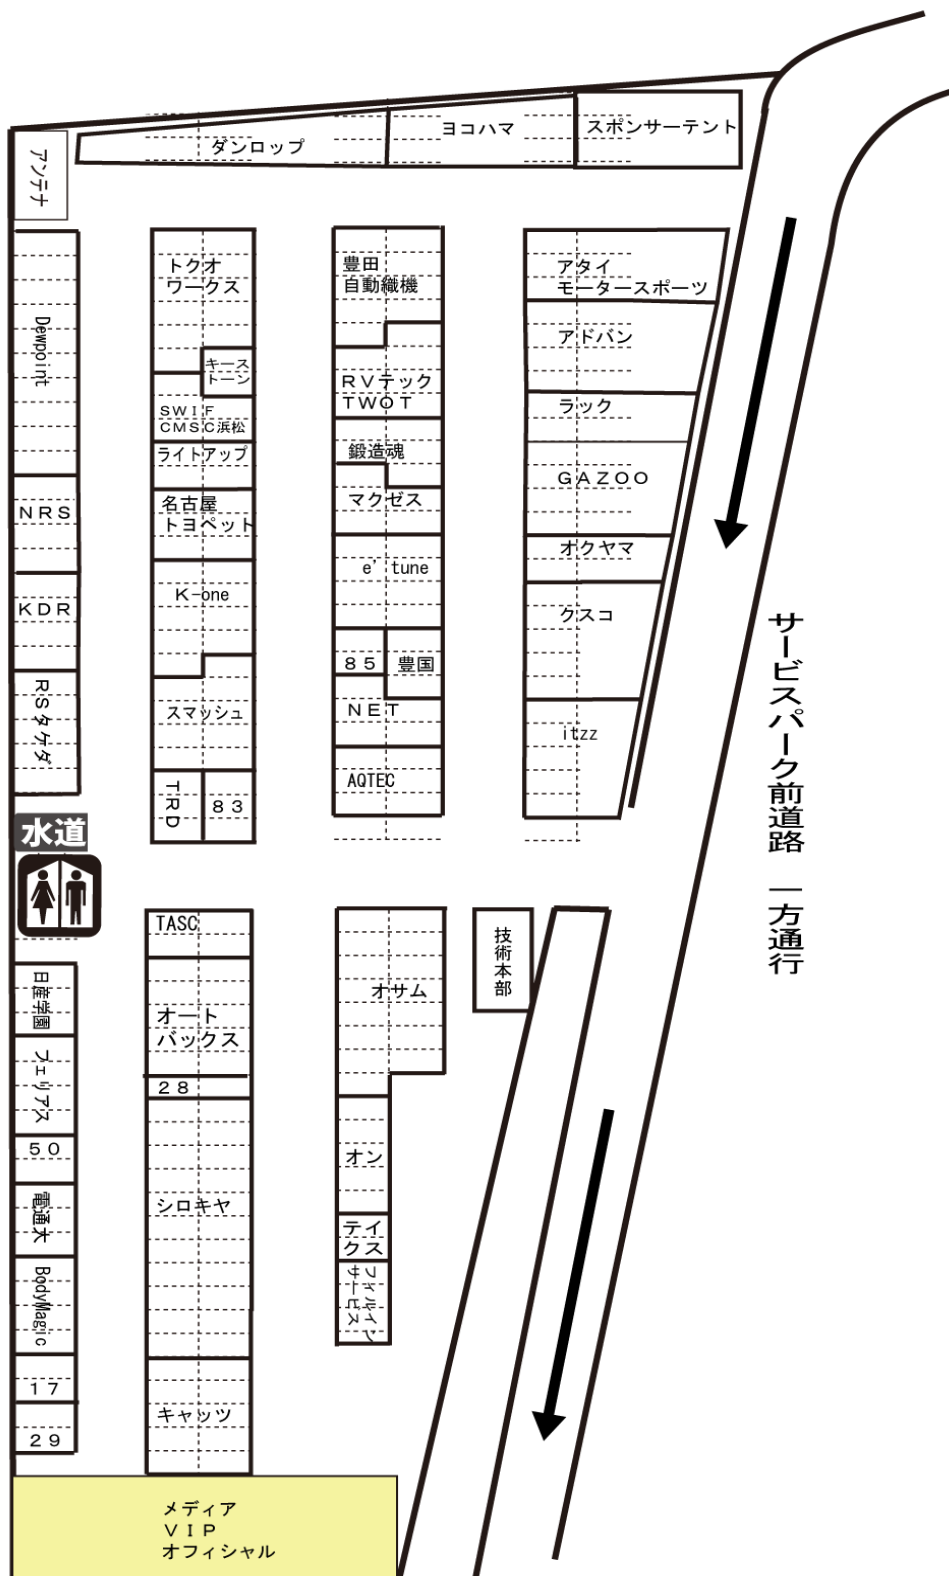 アンテナ
ダンロップ
ヨコハマ
スポンサーテント
Dewpoint
NRS
KDR
RSタケダ
水道
トクオ
ワークス
キース
トーン
SWIF
CMSC浜松
ライトアップ
名古屋
トヨペット
K-one
スマッシュ
TRD
83
豊田
自動織機
RVテック
TWOT
鍛造魂
マクゼス
e'tune
85
豊国
NET
AQTEC
アタイ
モータースポーツ
アドバン
ラック
GAZOO
オクヤマ
クスコ
itzz
サービスパーク前道路 一方通行
日産学園
フェリアス
50
電通大
BodyMagic
17
29
TASC
オート
バックス
28
シロキヤ
キャッツ
オサム
オン
テイ
クス
フィルイン
サービス
技術本部
メディア
VIP
オフィシャル